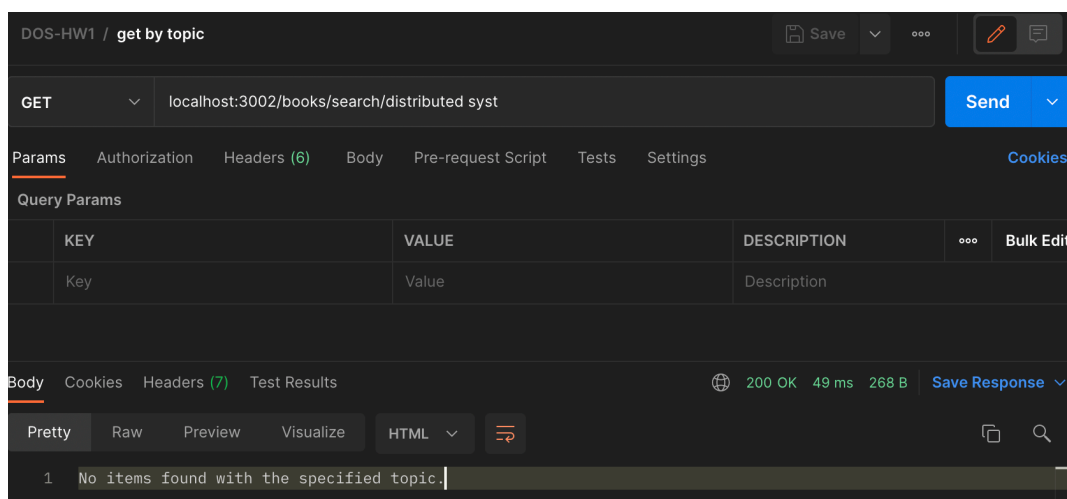 DOS-HW1 / get by topic Save ooo
GET localhost:3002/books/search/distributed syst Send
Params Authorization Headers (6) Body Pre-request Script Tests Settings Cookies
Query Params
KEY VALUE DESCRIPTION ooo Bulk Edit
Key Value Description
Body Cookies Headers (7) Test Results 200 OK 49 ms 268 B Save Response
Pretty Raw Preview Visualize HTML
1 No items found with the specified topic.